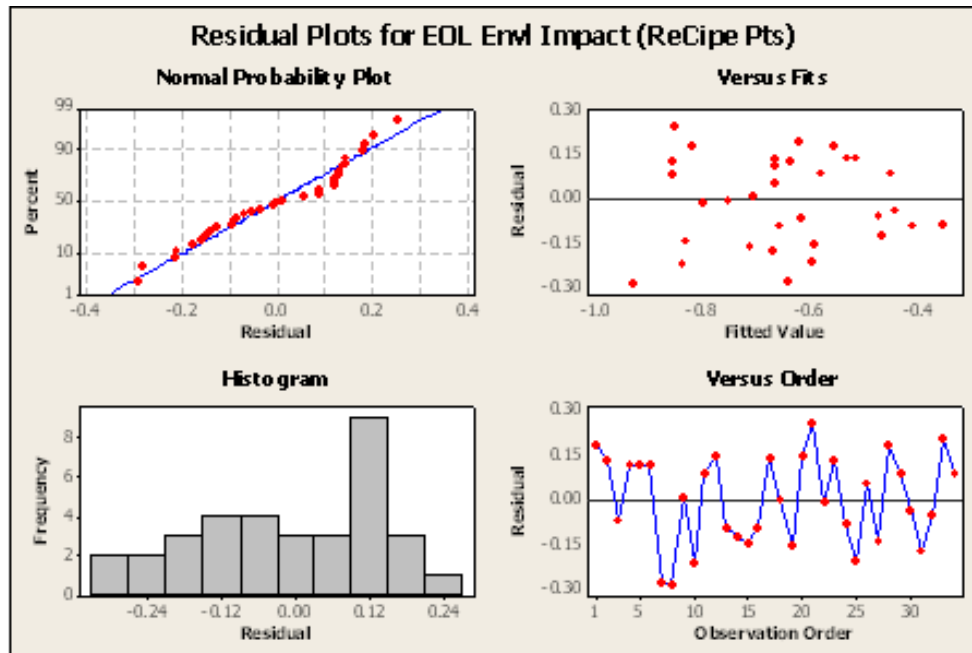 Residual Plots for EOL Envl Impact (ReCipe Pts)
Normal Probability Plot
99
90
50
10
1
Percent
-0.4 -0.2 0.0 0.2 0.4
Residual
Versus Fits
0.30
0.15
0.00
-0.15
-0.30
Residual
-1.0 -0.8 -0.6 -0.4
Fitted Value
Histogram
8
6
4
2
0
Frequency
-0.24 -0.12 0.00 0.12 0.24
Residual
Versus Order
0.30
0.15
0.00
-0.15
-0.30
Residual
1 5 10 15 20 25 30
Observation Order